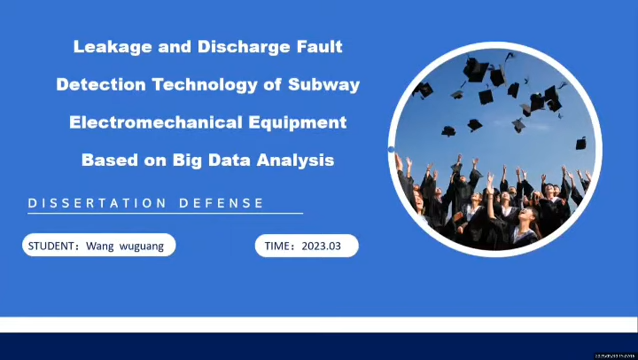 Leakage and Discharge Fault
Detection Technology of Subway
Electromechanical Equipment
Based on Big Data Analysis
DISSERTATION DEFENSE
STUDENT：Wang wuguang
TIME：2023.03